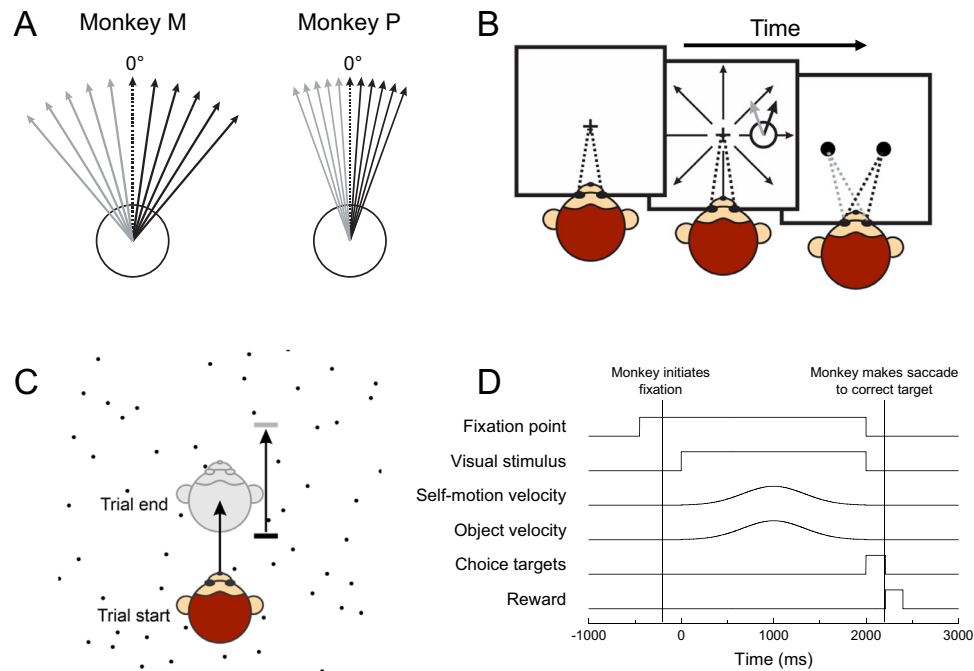 A
Monkey M
Monkey P
0°
0°
B
Time
C
Trial end
Trial start
D
Monkey initiates
fixation
Monkey makes saccade
to correct target
Fixation point
Visual stimulus
Self-motion velocity
Object velocity
Choice targets
Reward
-1000 0 1000 2000 3000
Time (ms)